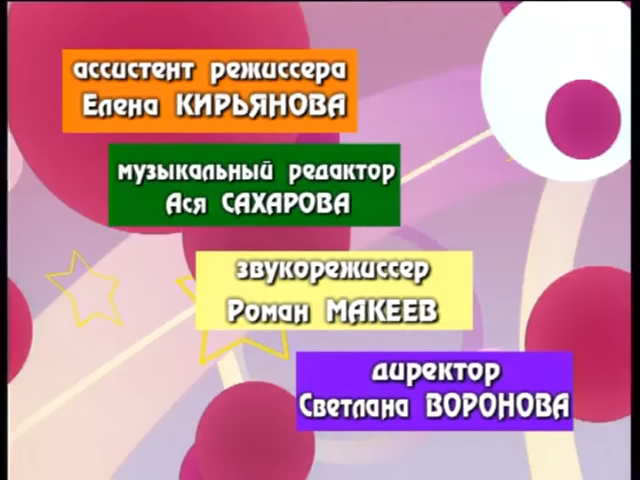 ассистент режиссера
Елена КИРЬЯНОВА
музыкальный редактор
Ася САХАРОВА
звукорежиссер
Роман МАКЕЕВ
директор
Светлана ВОРОНОВА